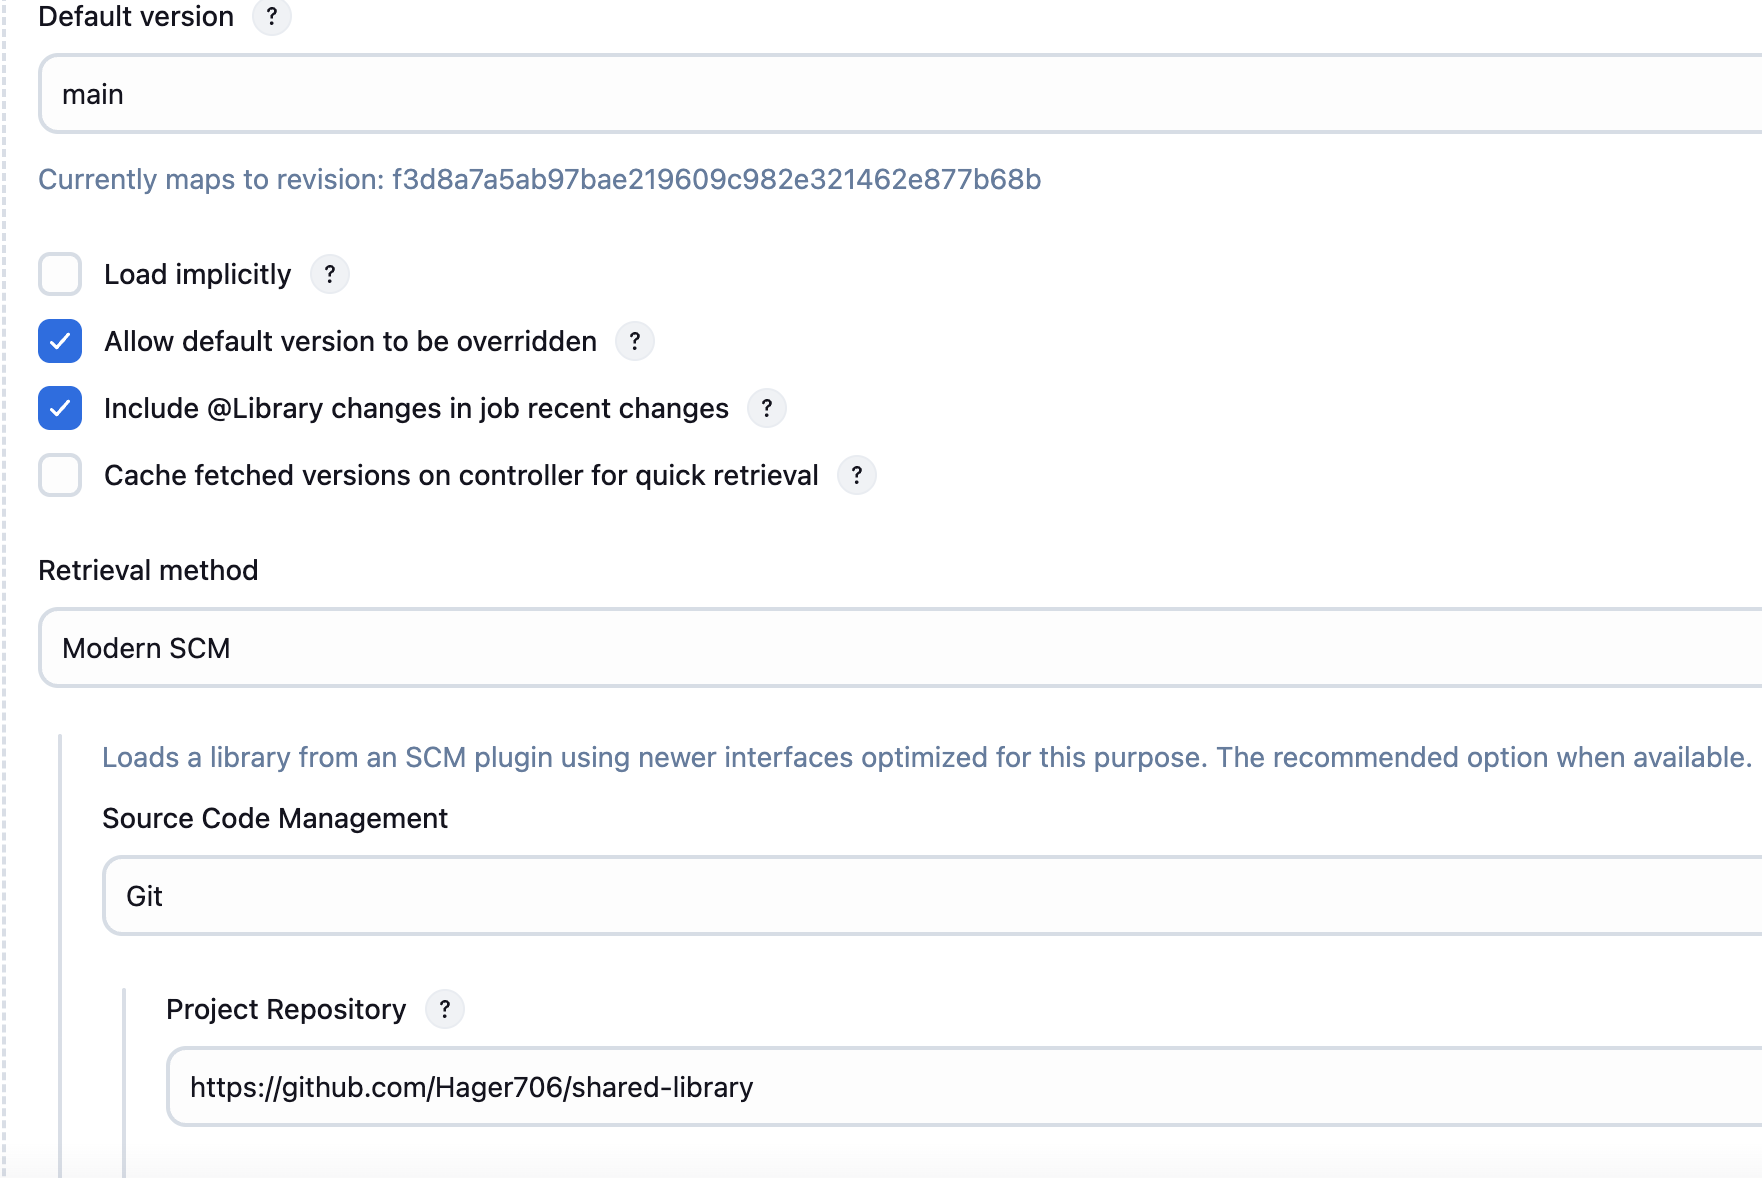 Default version ?
main
Currently maps to revision: f3d8a7a5ab97bae219609c982e321462e877b68b
Load implicitly ?
Allow default version to be overridden ?
Include @Library changes in job recent changes ?
Cache fetched versions on controller for quick retrieval ?
Retrieval method
Modern SCM
Loads a library from an SCM plugin using newer interfaces optimized for this purpose. The recommended option when available.
Source Code Management
Git
Project Repository ?
https://github.com/Hager706/shared-library